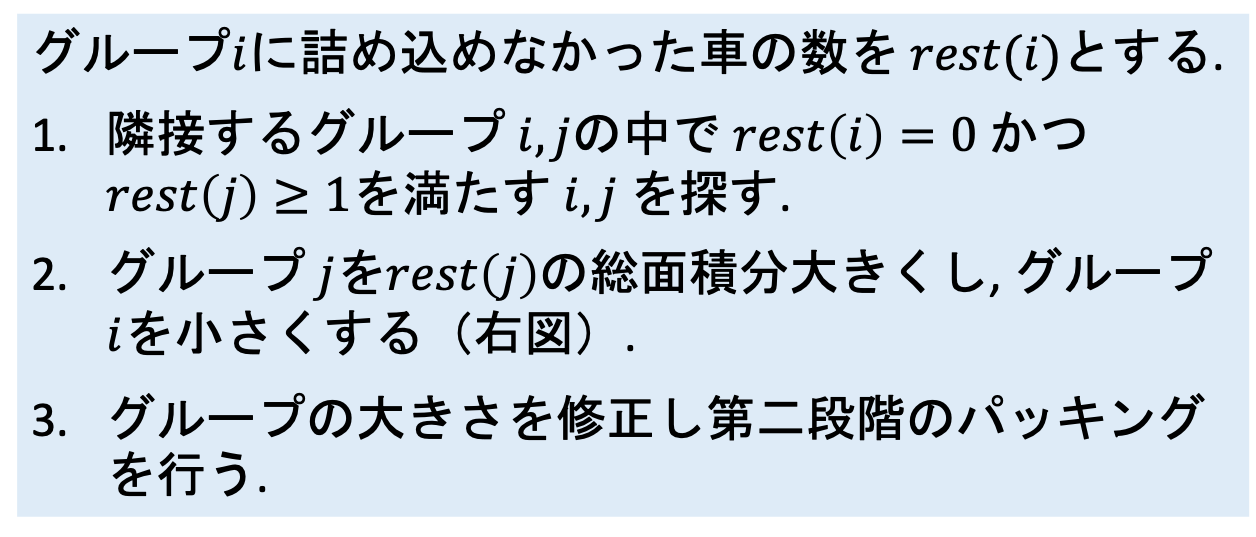 グループiに詰め込めなかった車の数を rest(i)とする.
1. 隣接するグループ i,jの中で rest(i) = 0 かつ
rest(j) ≥ 1を満たす i,j を探す.
2. グループ jをrest(j)の総面積分大きくし, グループ
iを小さくする（右図）.
3. グループの大きさを修正し第二段階のパッキング
を行う.